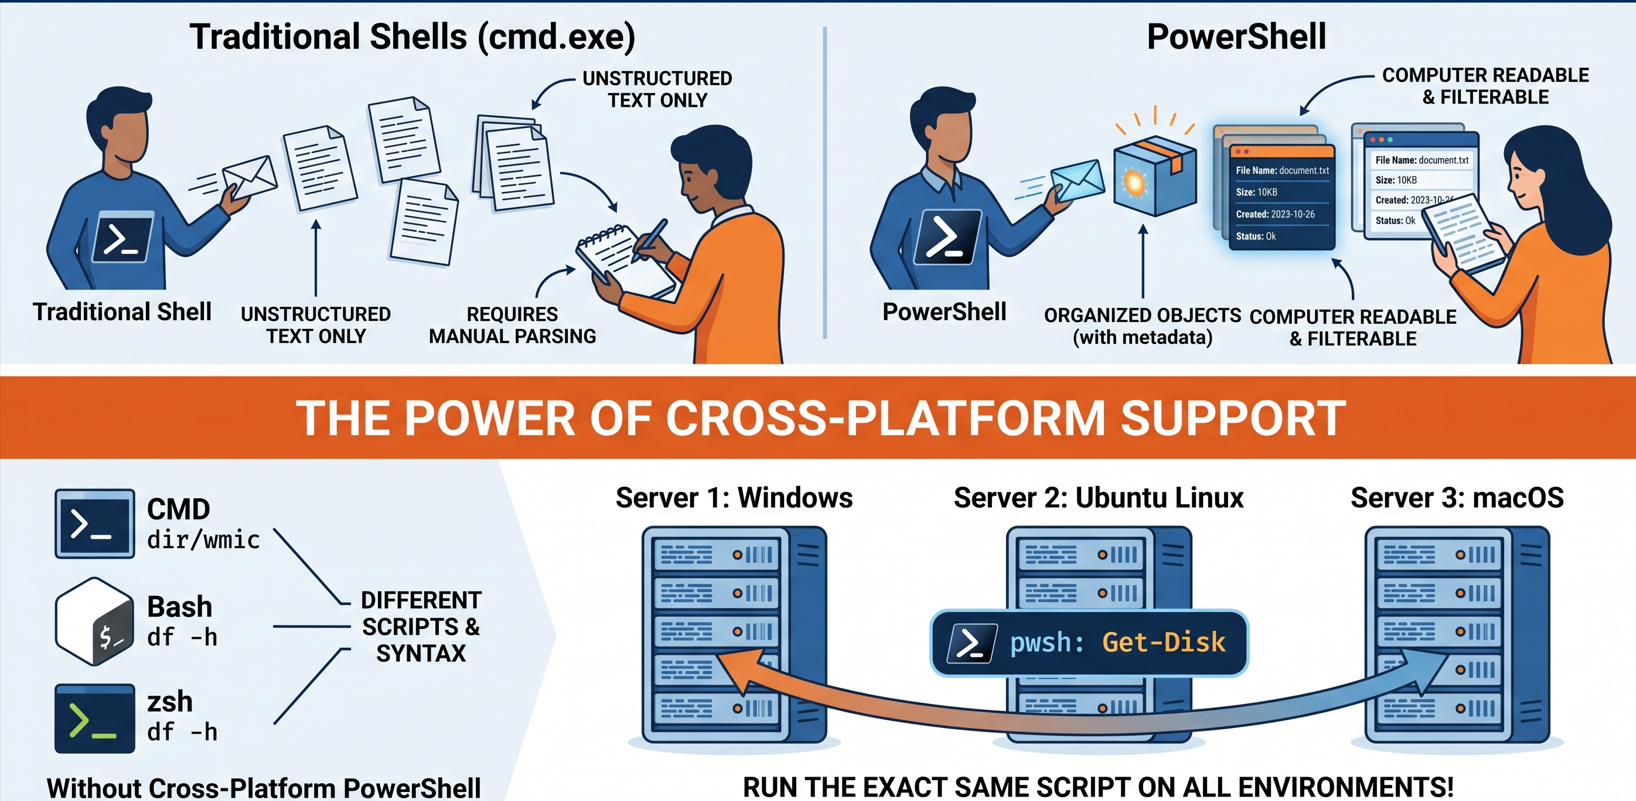 Traditional Shells (cmd.exe)
UNSTRUCTURED
TEXT ONLY
Traditional Shell
UNSTRUCTURED
TEXT ONLY
REQUIRES
MANUAL PARSING
PowerShell
COMPUTER READABLE
& FILTERABLE
File Name: document.txt
Size: 10KB
Created: 2023-10-26
Status: Ok
File Name: document.txt
Size: 10KB
Created: 2023-10-26
Status: Ok
PowerShell
ORGANIZED OBJECTS
(with metadata)
COMPUTER READABLE
& FILTERABLE
THE POWER OF CROSS-PLATFORM SUPPORT
CMD
dir/wmic
$_
Bash
df -h
zsh
df -h
DIFFERENT
SCRIPTS &
SYNTAX
Without Cross-Platform PowerShell
Server 1: Windows
Server 2: Ubuntu Linux
Server 3: macOS
pwsh: Get-Disk
RUN THE EXACT SAME SCRIPT ON ALL ENVIRONMENTS!